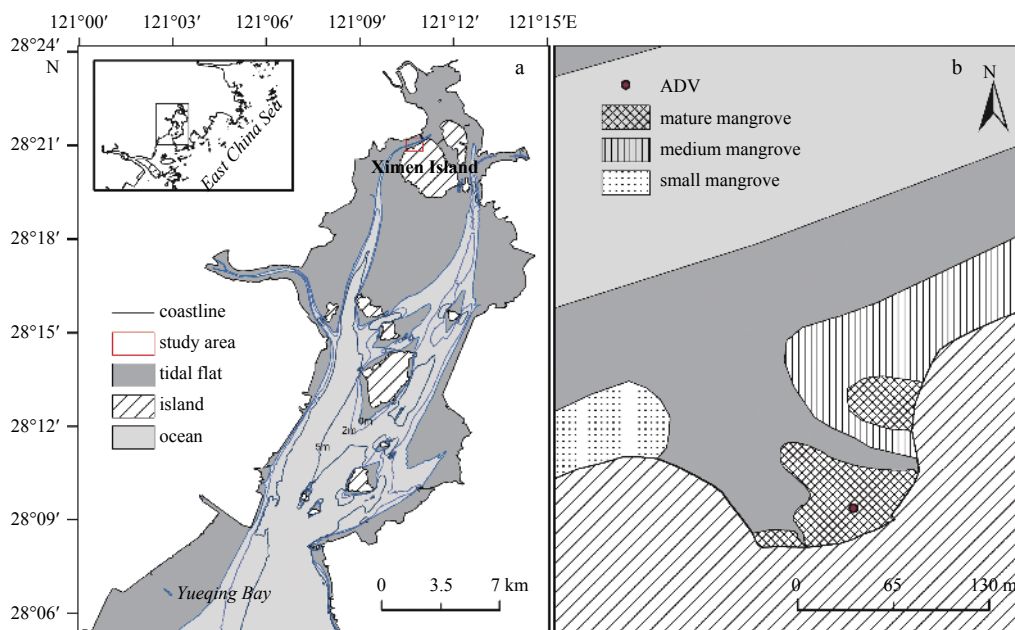 121°00′ 121°03′ 121°06′ 121°09′ 121°12′ 121°15′E
28°24′
N
28°21′
28°18′
28°15′
28°12′
28°09′
28°06′
a
East China Sea
Ximen Island
coastline
study area
tidal flat
island
ocean
0m
2m
5m
Yueqing Bay
0 3.5 7 km
b
N
ADV
mature mangrove
medium mangrove
small mangrove
0 65 130 m